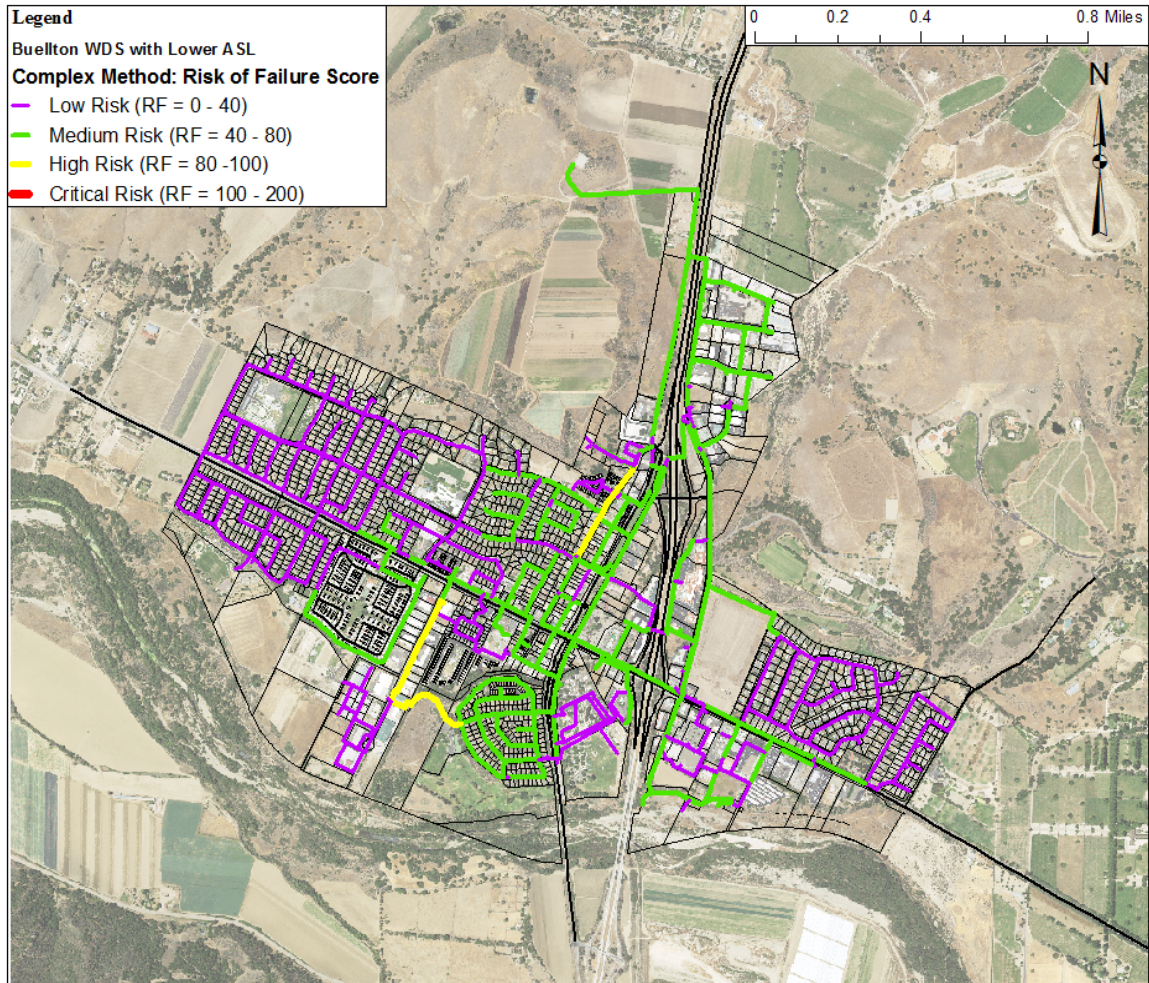 Legend
Buellton WDS with Lower ASL
Complex Method: Risk of Failure Score
Low Risk (RF = 0 - 40)
Medium Risk (RF = 40 - 80)
High Risk (RF = 80 -100)
Critical Risk (RF = 100 - 200)
0 0.2 0.4 0.8 Miles
N